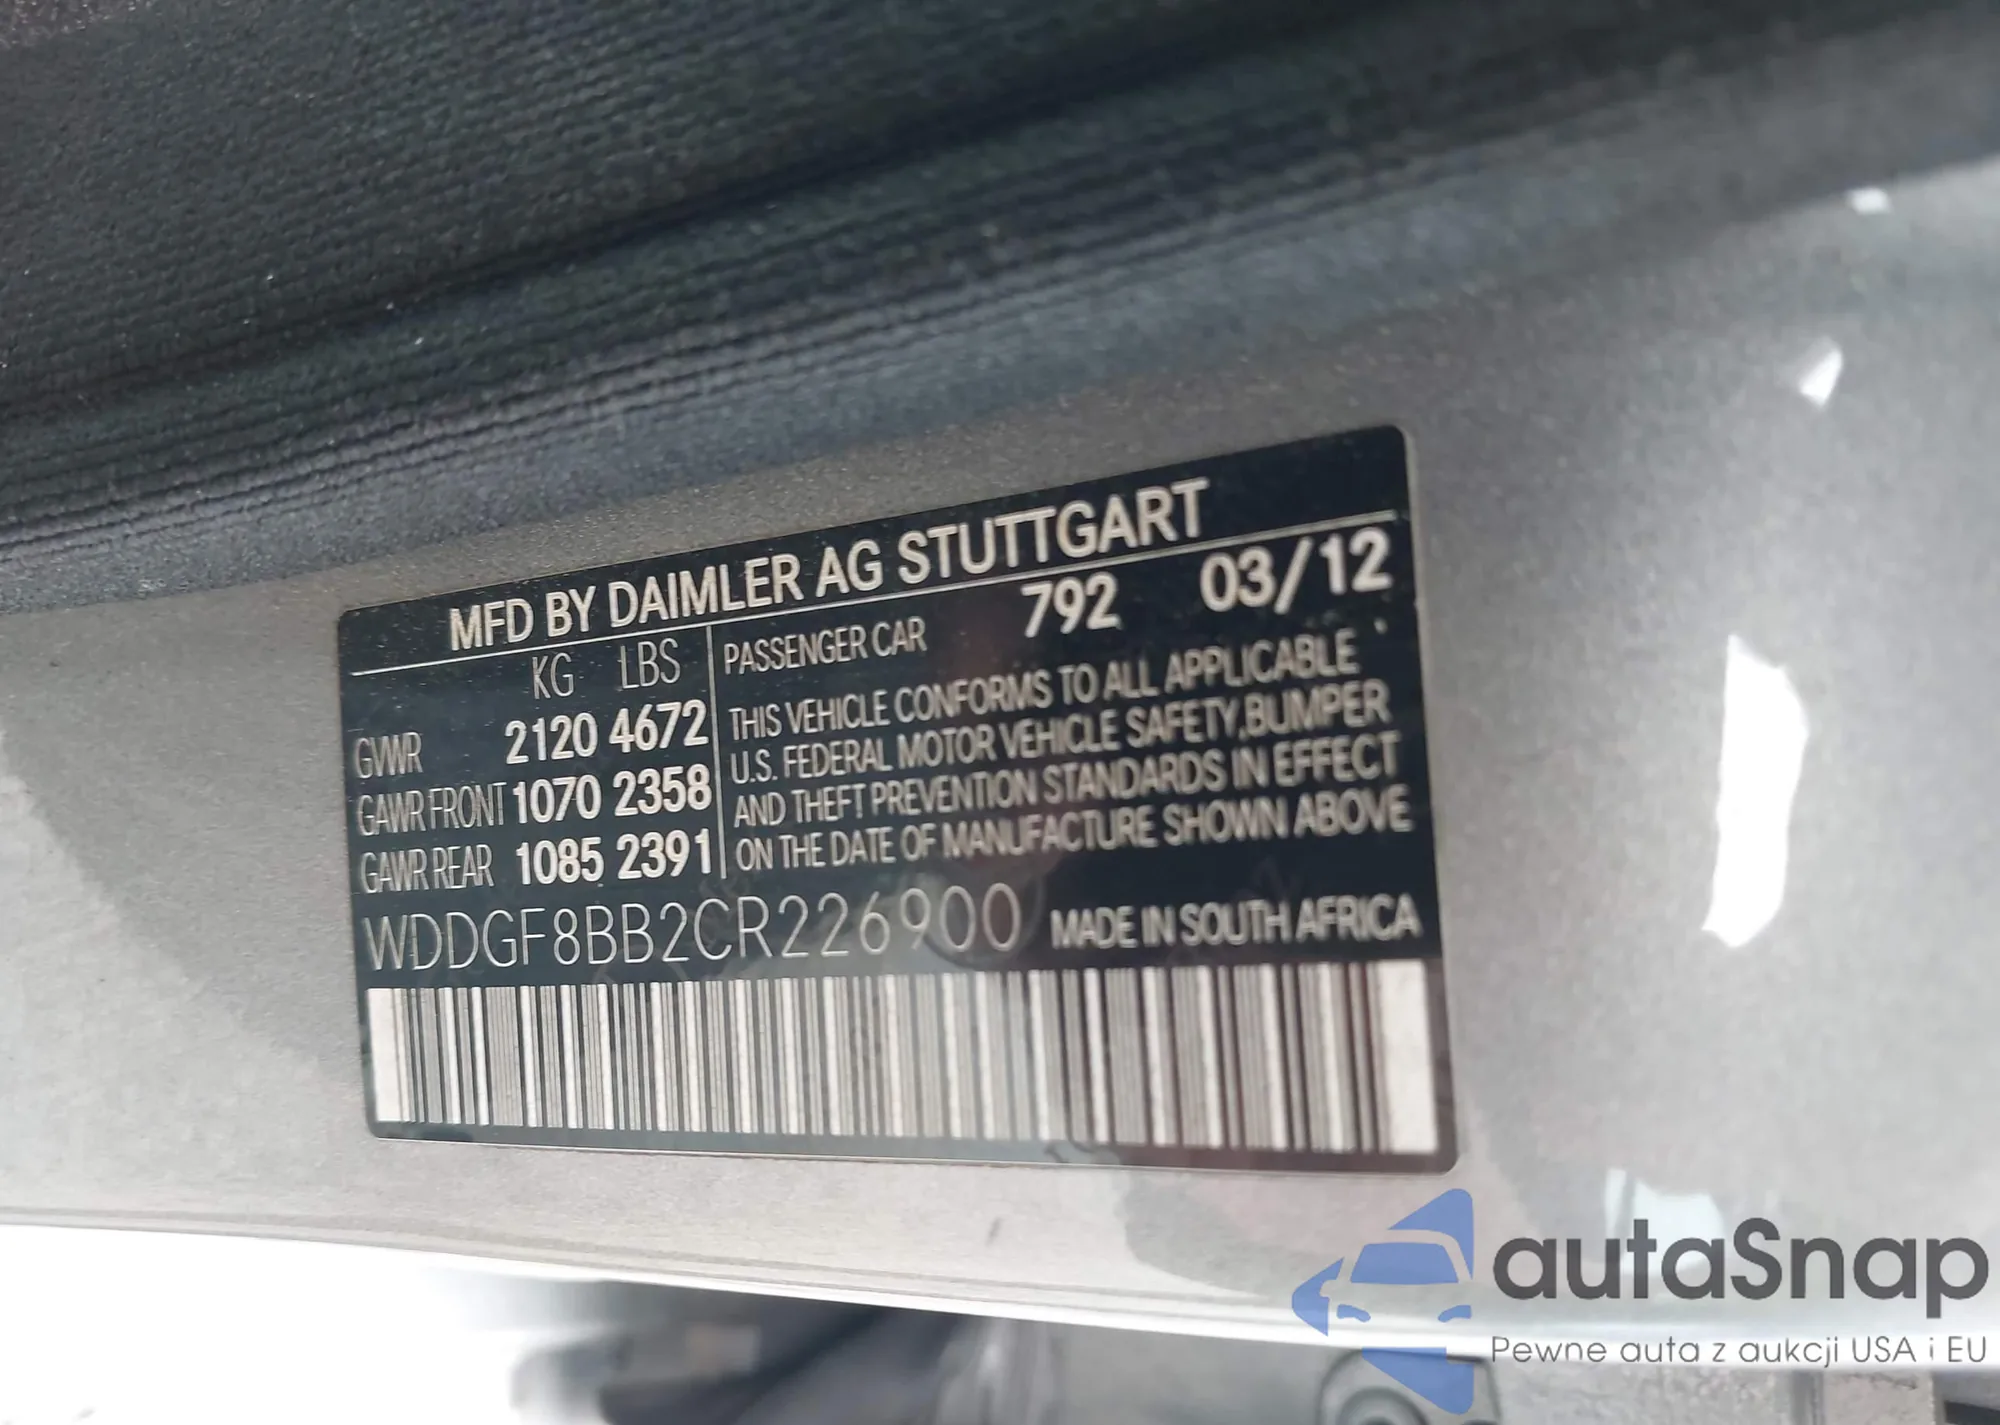 MFD BY DAIMLER AG STUTTGART
KG LBS
PASSENGER CAR 792 03/12
GVWR 2120 4672
GAWR FRONT 1070 2358
GAWR REAR 1085 2391
THIS VEHICLE CONFORMS TO ALL APPLICABLE
U.S. FEDERAL MOTOR VEHICLE SAFETY,BUMPER
AND THEFT PREVENTION STANDARDS IN EFFECT
ON THE DATE OF MANUFACTURE SHOWN ABOVE
WDDGF8BB2CR226900 MADE IN SOUTH AFRICA
autaSnap
Pewne auta z aukcji USA i EU